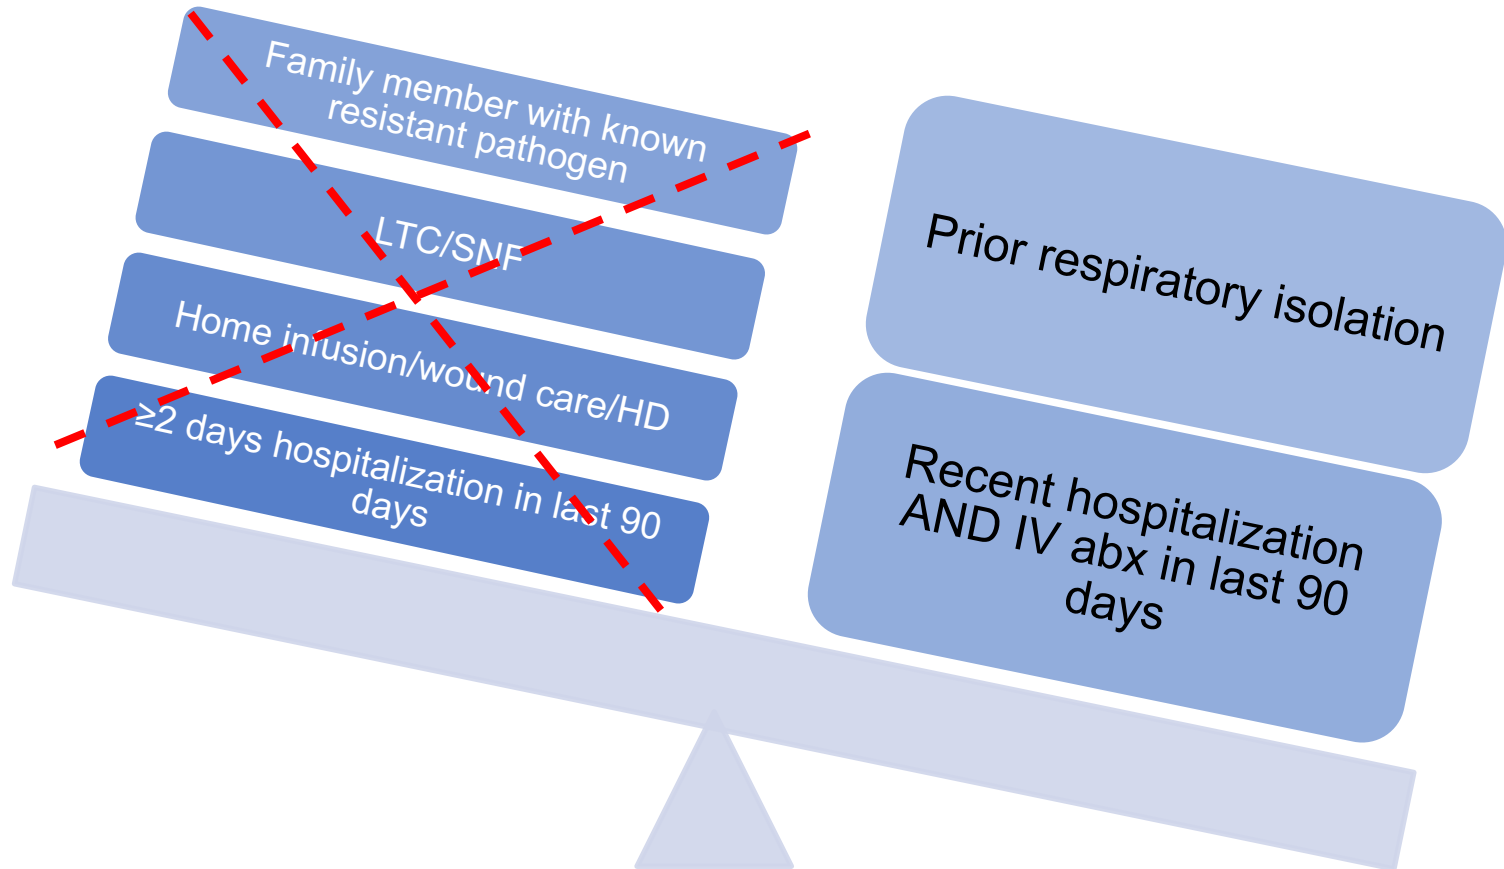 Family member with known
resistant pathogen
LTC/SNF
Home infusion/wound care/HD
≥2 days hospitalization in last 90
days
Prior respiratory isolation
Recent hospitalization
AND IV abx in last 90
days